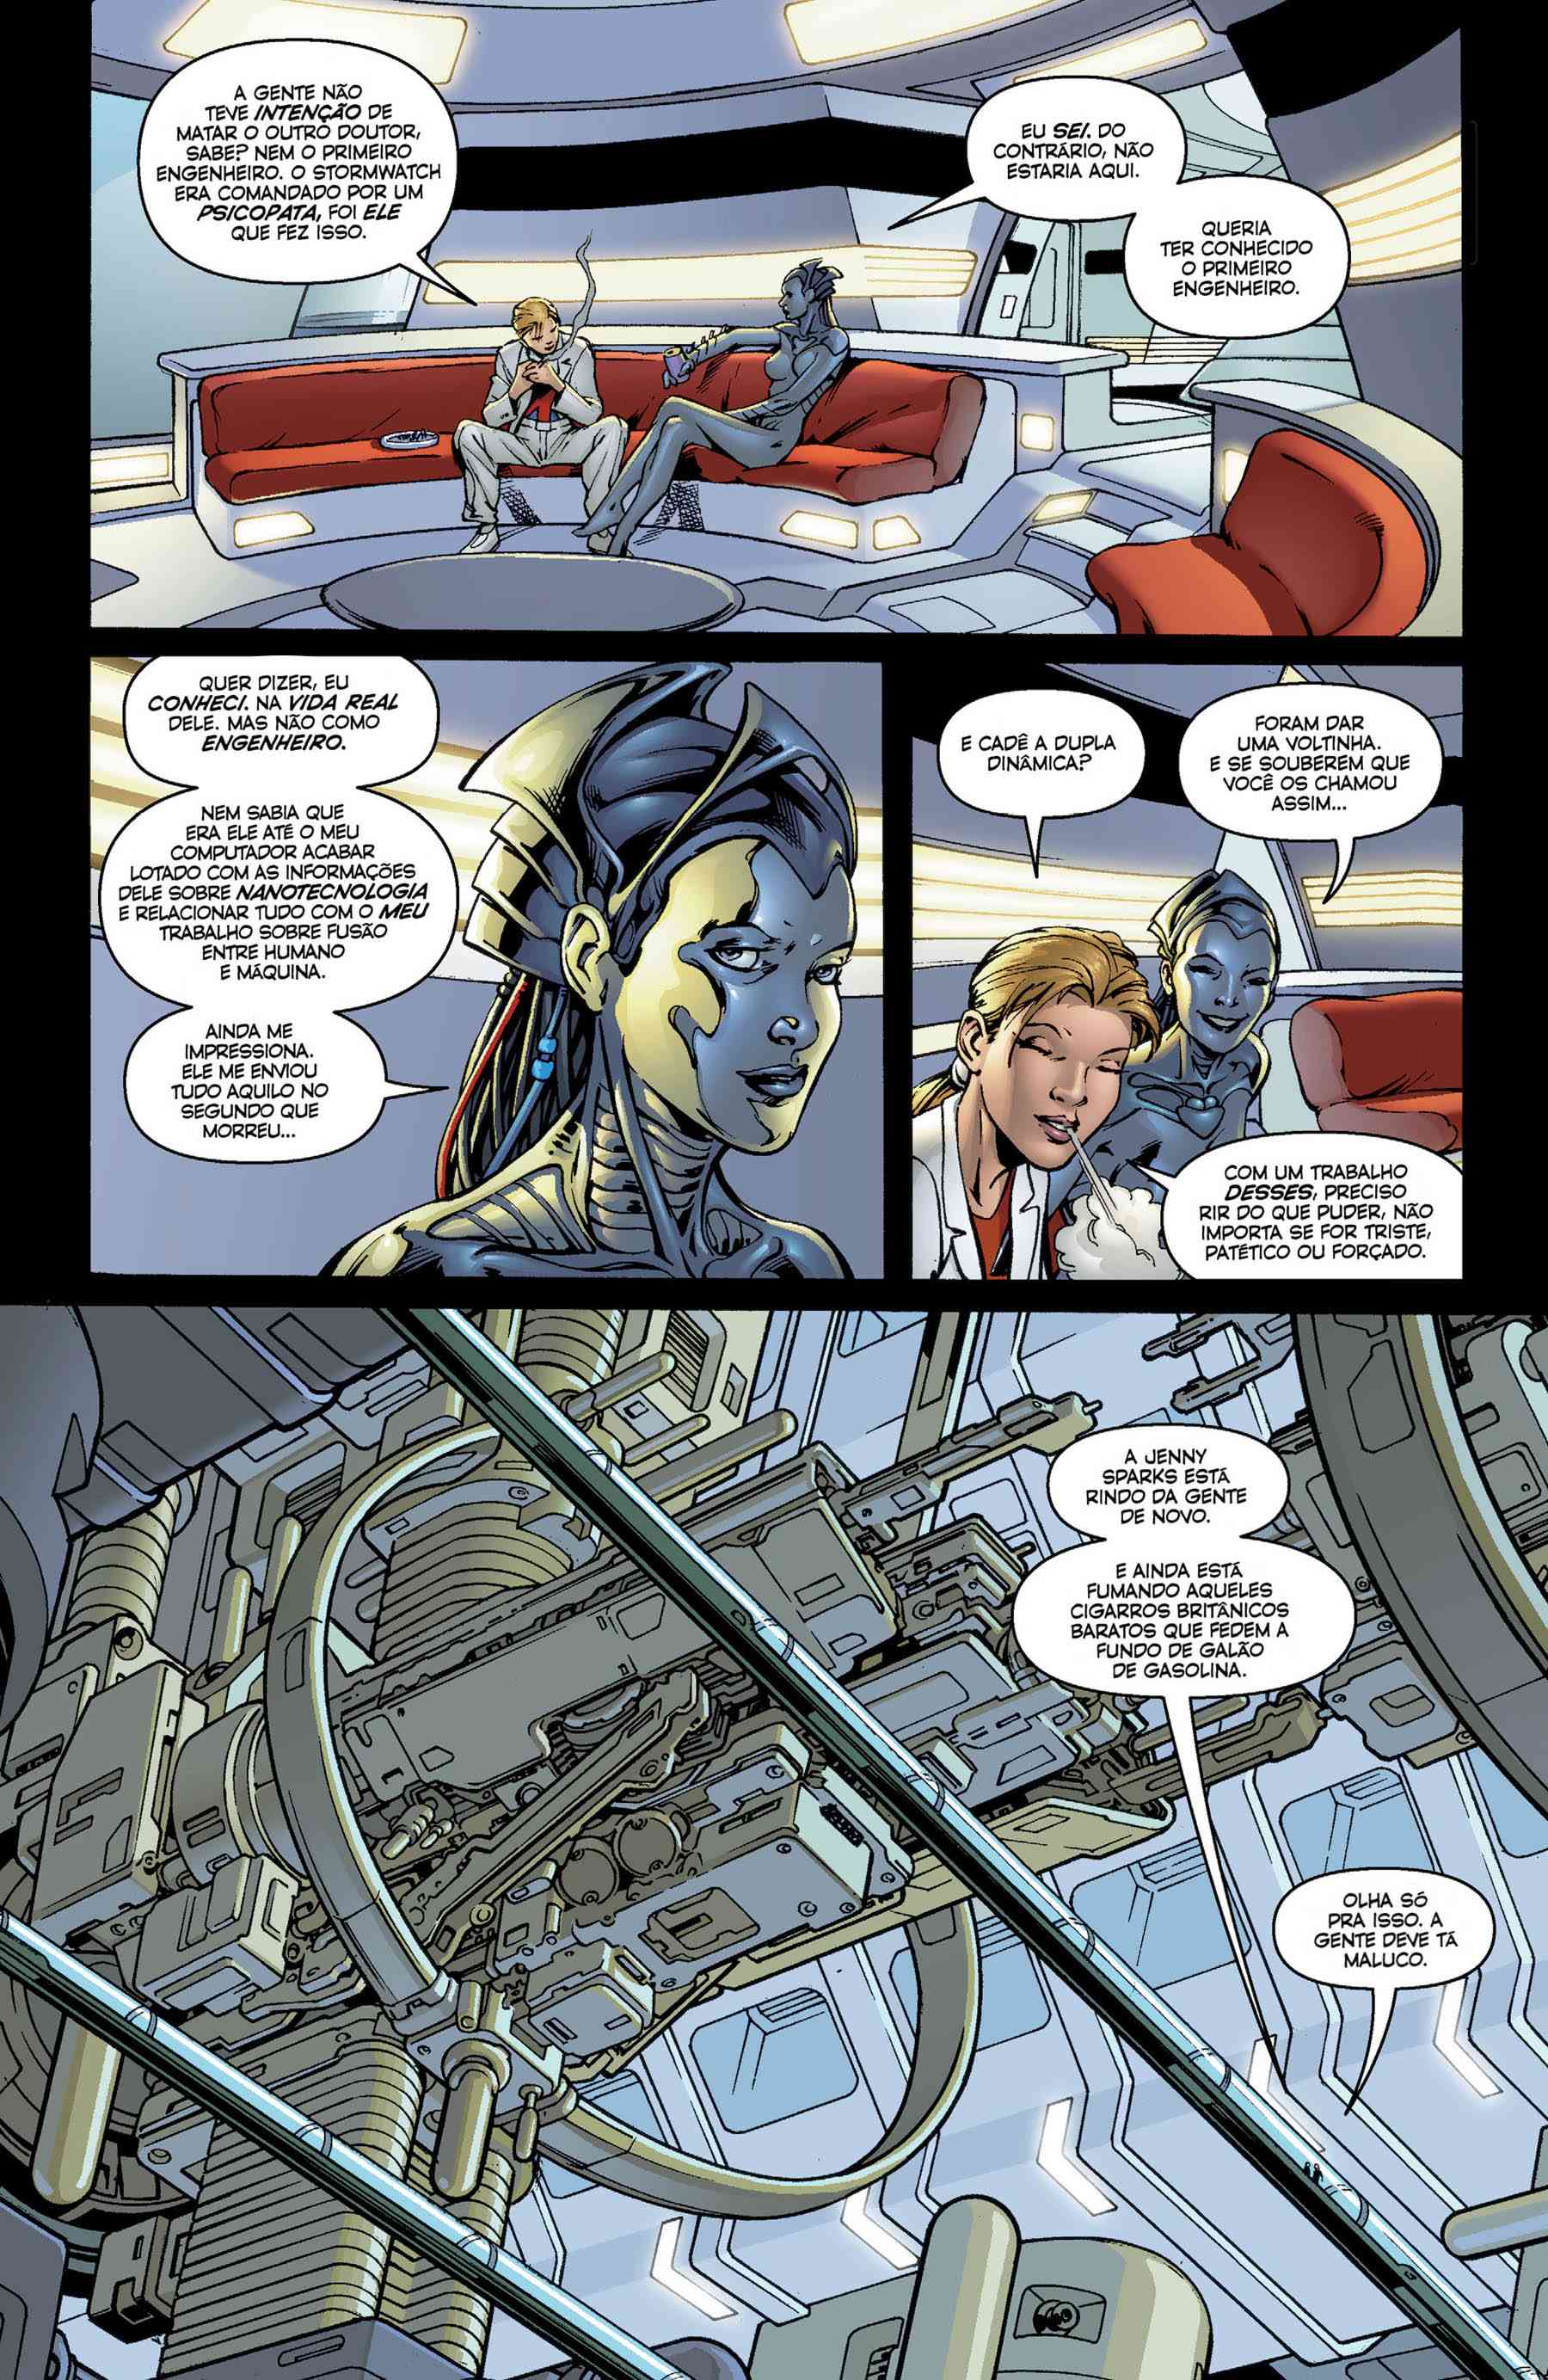 A GENTE NÃO
TEVE INTENÇÃO DE
MATAR O OUTRO DOUTOR,
SABE? NEM O PRIMEIRO
ENGENHEIRO. O STORMWATCH
ERA COMANDADO POR UM
PSICOPATA, FOI ELE
QUE FEZ ISSO.
EU SEI. DO
CONTRÁRIO, NÃO
ESTARIA AQUI.
QUERIA
TER CONHECIDO
O PRIMEIRO
ENGENHEIRO.
QUER DIZER, EU
CONHECI. NA VIDA REAL
DELE. MAS NÃO COMO
ENGENHEIRO.
NEM SABIA QUE
ERA ELE ATÉ O MEU
COMPUTADOR ACABAR
LOTADO COM AS INFORMAÇÕES
DELE SOBRE NANOTECNOLOGIA
E RELACIONAR TUDO COM O MEU
TRABALHO SOBRE FUSÃO
ENTRE HUMANO
E MÁQUINA.
AINDA ME
IMPRESSIONA.
ELE ME ENVIOU
TUDO AQUILO NO
SEGUNDO QUE
MORREU...
E CADÊ A DUPLA
DINÂMICA?
FORAM DAR
UMA VOLTINHA.
E SE SOUBEREM QUE
VOCÊ OS CHAMOU
ASSIM...
COM UM TRABALHO
DESSES, PRECISO
RIR DO QUE PUDER, NÃO
IMPORTA SE FOR TRISTE,
PATÉTICO OU FORÇADO.
A JENNY
SPARKS ESTÁ
RINDO DA GENTE
DE NOVO.
E AINDA ESTÁ
FUMANDO AQUELES
CIGARROS BRITÂNICOS
BARATOS QUE FEDEM A
FUNDO DE GALÃO
DE GASOLINA.
OLHA SÓ
PRA ISSO. A
GENTE DEVE TÁ
MALUCO.